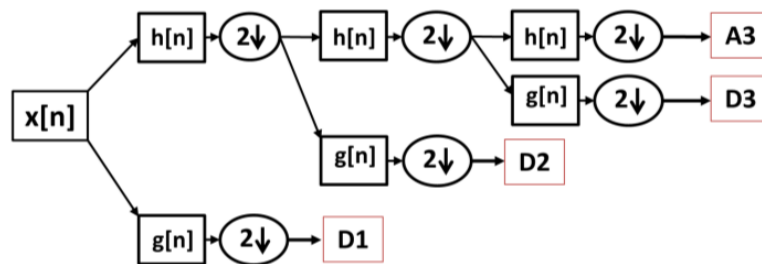 h[n] 2↓ h[n] 2↓ h[n] 2↓ A3
x[n] g[n] 2↓ D3
g[n] 2↓ D2
g[n] 2↓ D1